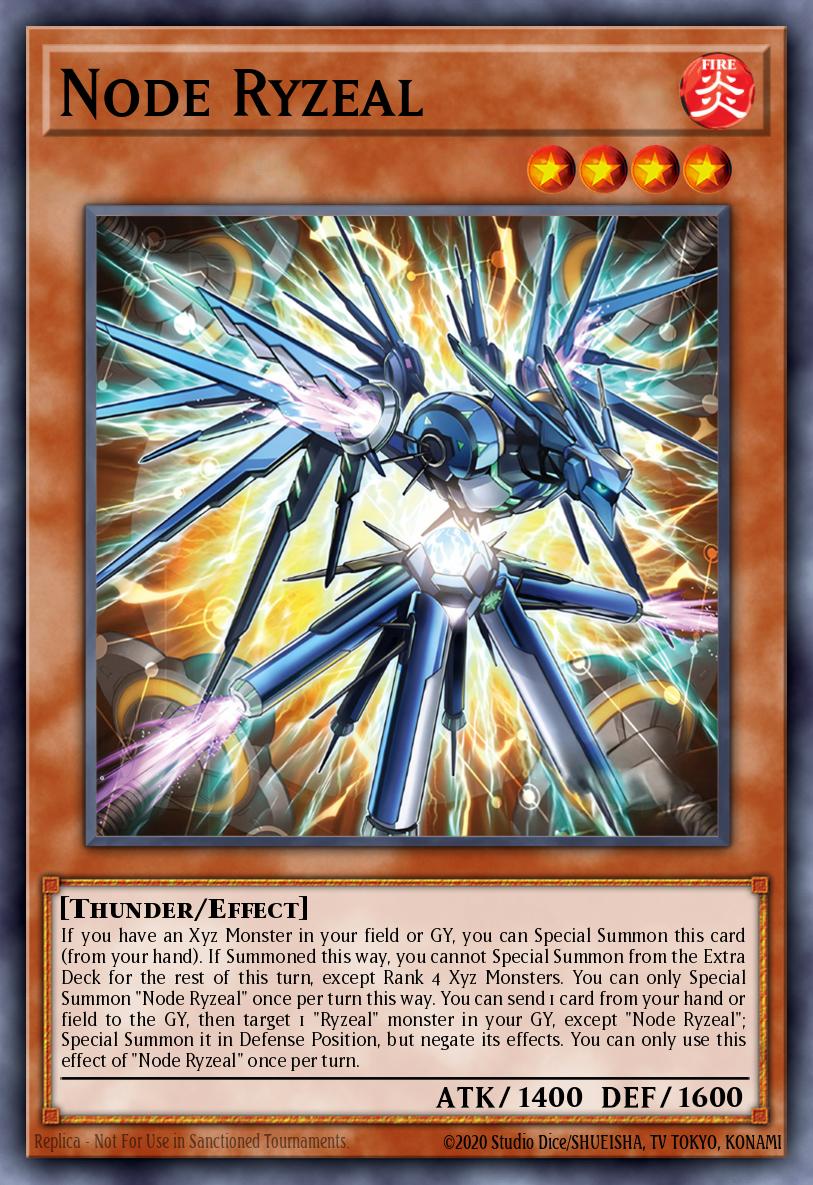 Node Ryzeal
FIRE
炎
[Thunder/Effect]
If you have an Xyz Monster in your field or GY, you can Special Summon this card
(from your hand). If Summoned this way, you cannot Special Summon from the Extra
Deck for the rest of this turn, except Rank 4 Xyz Monsters. You can only Special
Summon "Node Ryzeal" once per turn this way. You can send 1 card from your hand or
field to the GY, then target 1 "Ryzeal" monster in your GY, except "Node Ryzeal";
Special Summon it in Defense Position, but negate its effects. You can only use this
effect of "Node Ryzeal" once per turn.
ATK/1400 DEF/1600
Replica - Not For Use in Sanctioned Tournaments.
©2020 Studio Dice/SHUEISHA, TV TOKYO, KONAMI